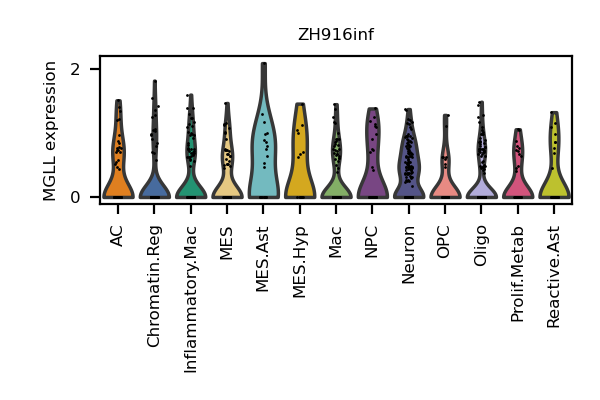 ZH916inf
MGLL expression
2
0
AC
Chromatin.Reg
Inflammatory.Mac
MES
MES.Ast
MES.Hyp
Mac
NPC
Neuron
OPC
Oligo
Prolif.Metab
Reactive.Ast